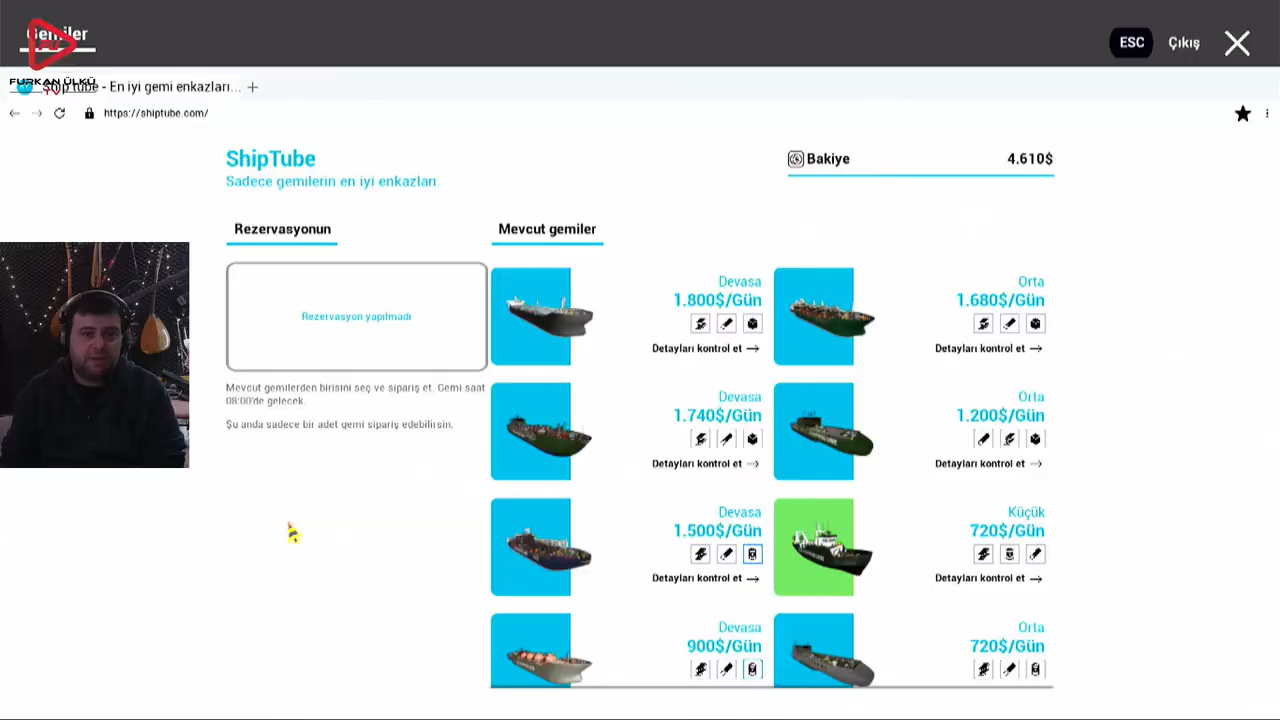 Gemiler
ESC
Çıkış
FURKAN ÜLKÜ
TV
Ship tube - En iyi gemi enkazları...
https://shiptube.com/
ShipTube
Sadece gemilerin en iyi enkazları.
Bakiye
4.610$
Rezervasyonun
Mevcut gemiler
Rezervasyon yapılmadı
Mevcut gemilerden birisini seç ve sipariş et. Gemi saat
08:00'de gelecek.
Şu anda sadece bir adet gemi sipariş edebilirsin.
Devasa
1.800$/Gün
Detayları kontrol et
Orta
1.680$/Gün
Detayları kontrol et
Devasa
1.740$/Gün
Detayları kontrol et
Orta
1.200$/Gün
Detayları kontrol et
Devasa
1.500$/Gün
Detayları kontrol et
Küçük
720$/Gün
Detayları kontrol et
Devasa
900$/Gün
Orta
720$/Gün